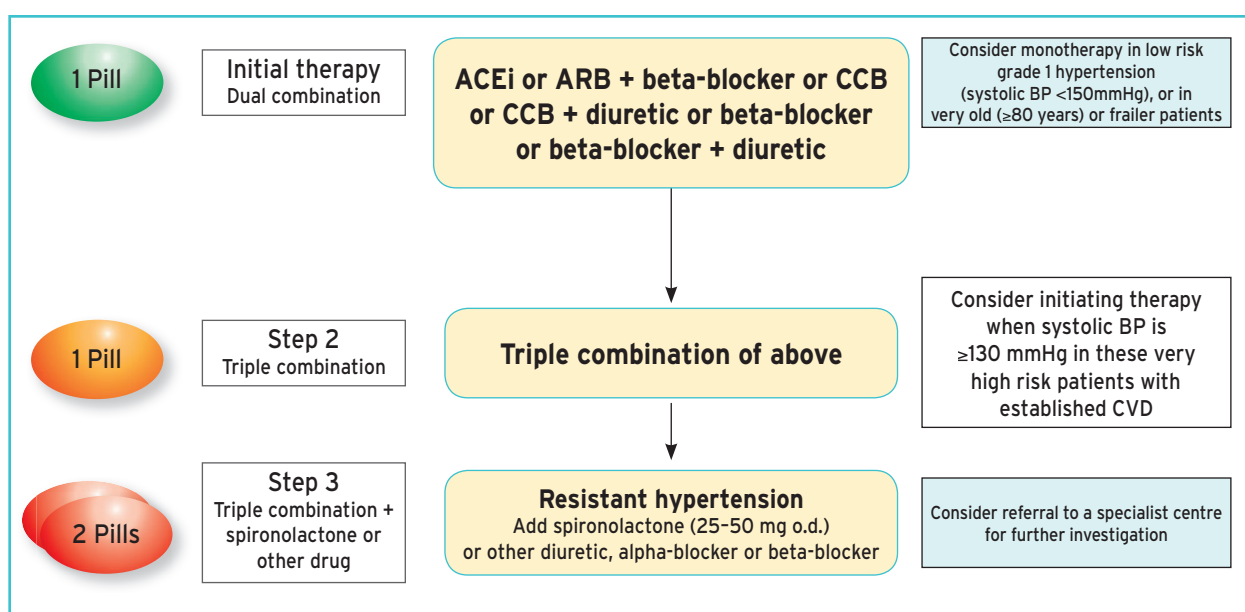 1 Pill
Initial therapy
Dual combination
ACEi or ARB + beta-blocker or CCB
or CCB + diuretic or beta-blocker
or beta-blocker + diuretic
Consider monotherapy in low risk
grade 1 hypertension
(systolic BP <150mmHg), or in
very old (≥80 years) or frailer patients
1 Pill
Step 2
Triple combination
Triple combination of above
Consider initiating therapy
when systolic BP is
≥130 mmHg in these very
high risk patients with
established CVD
2 Pills
Step 3
Triple combination +
spironolactone or
other drug
Resistant hypertension
Add spironolactone (25–50 mg o.d.)
or other diuretic, alpha-blocker or beta-blocker
Consider referral to a specialist centre
for further investigation